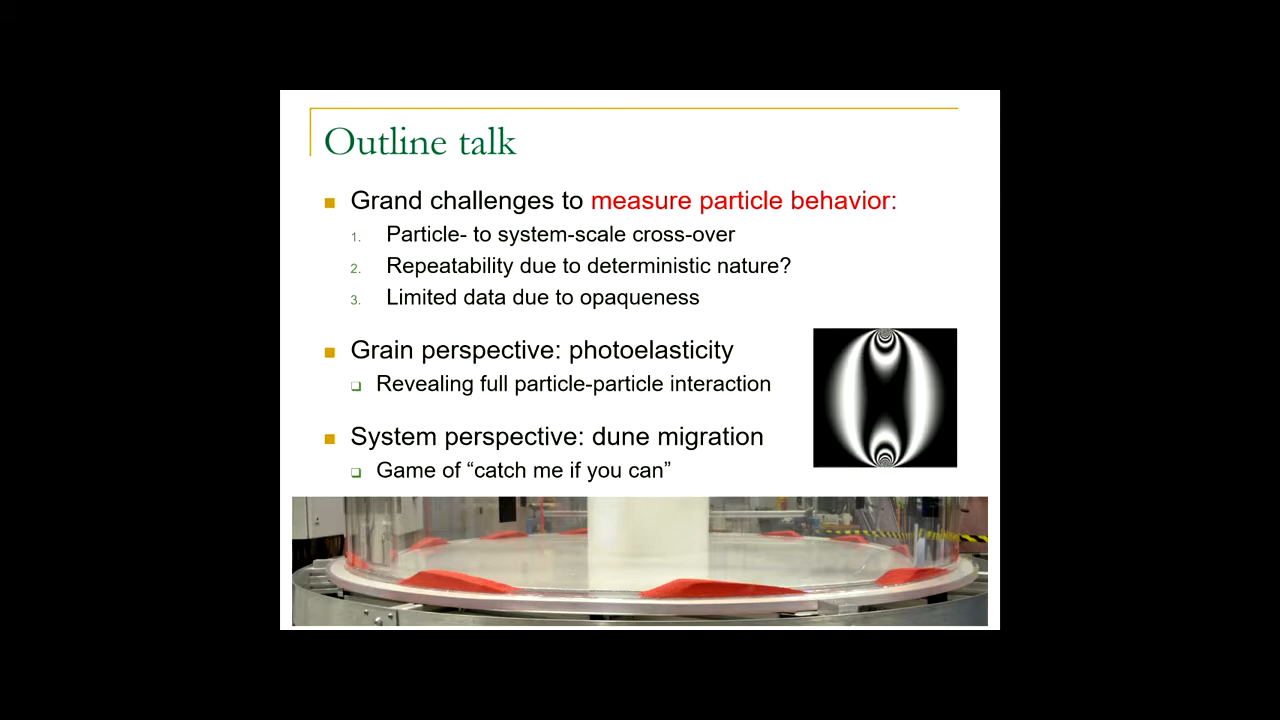 Outline talk
Grand challenges to measure particle behavior:
1. Particle- to system-scale cross-over
2. Repeatability due to deterministic nature?
3. Limited data due to opaqueness
Grain perspective: photoelasticity
Revealing full particle-particle interaction
System perspective: dune migration
Game of “catch me if you can”